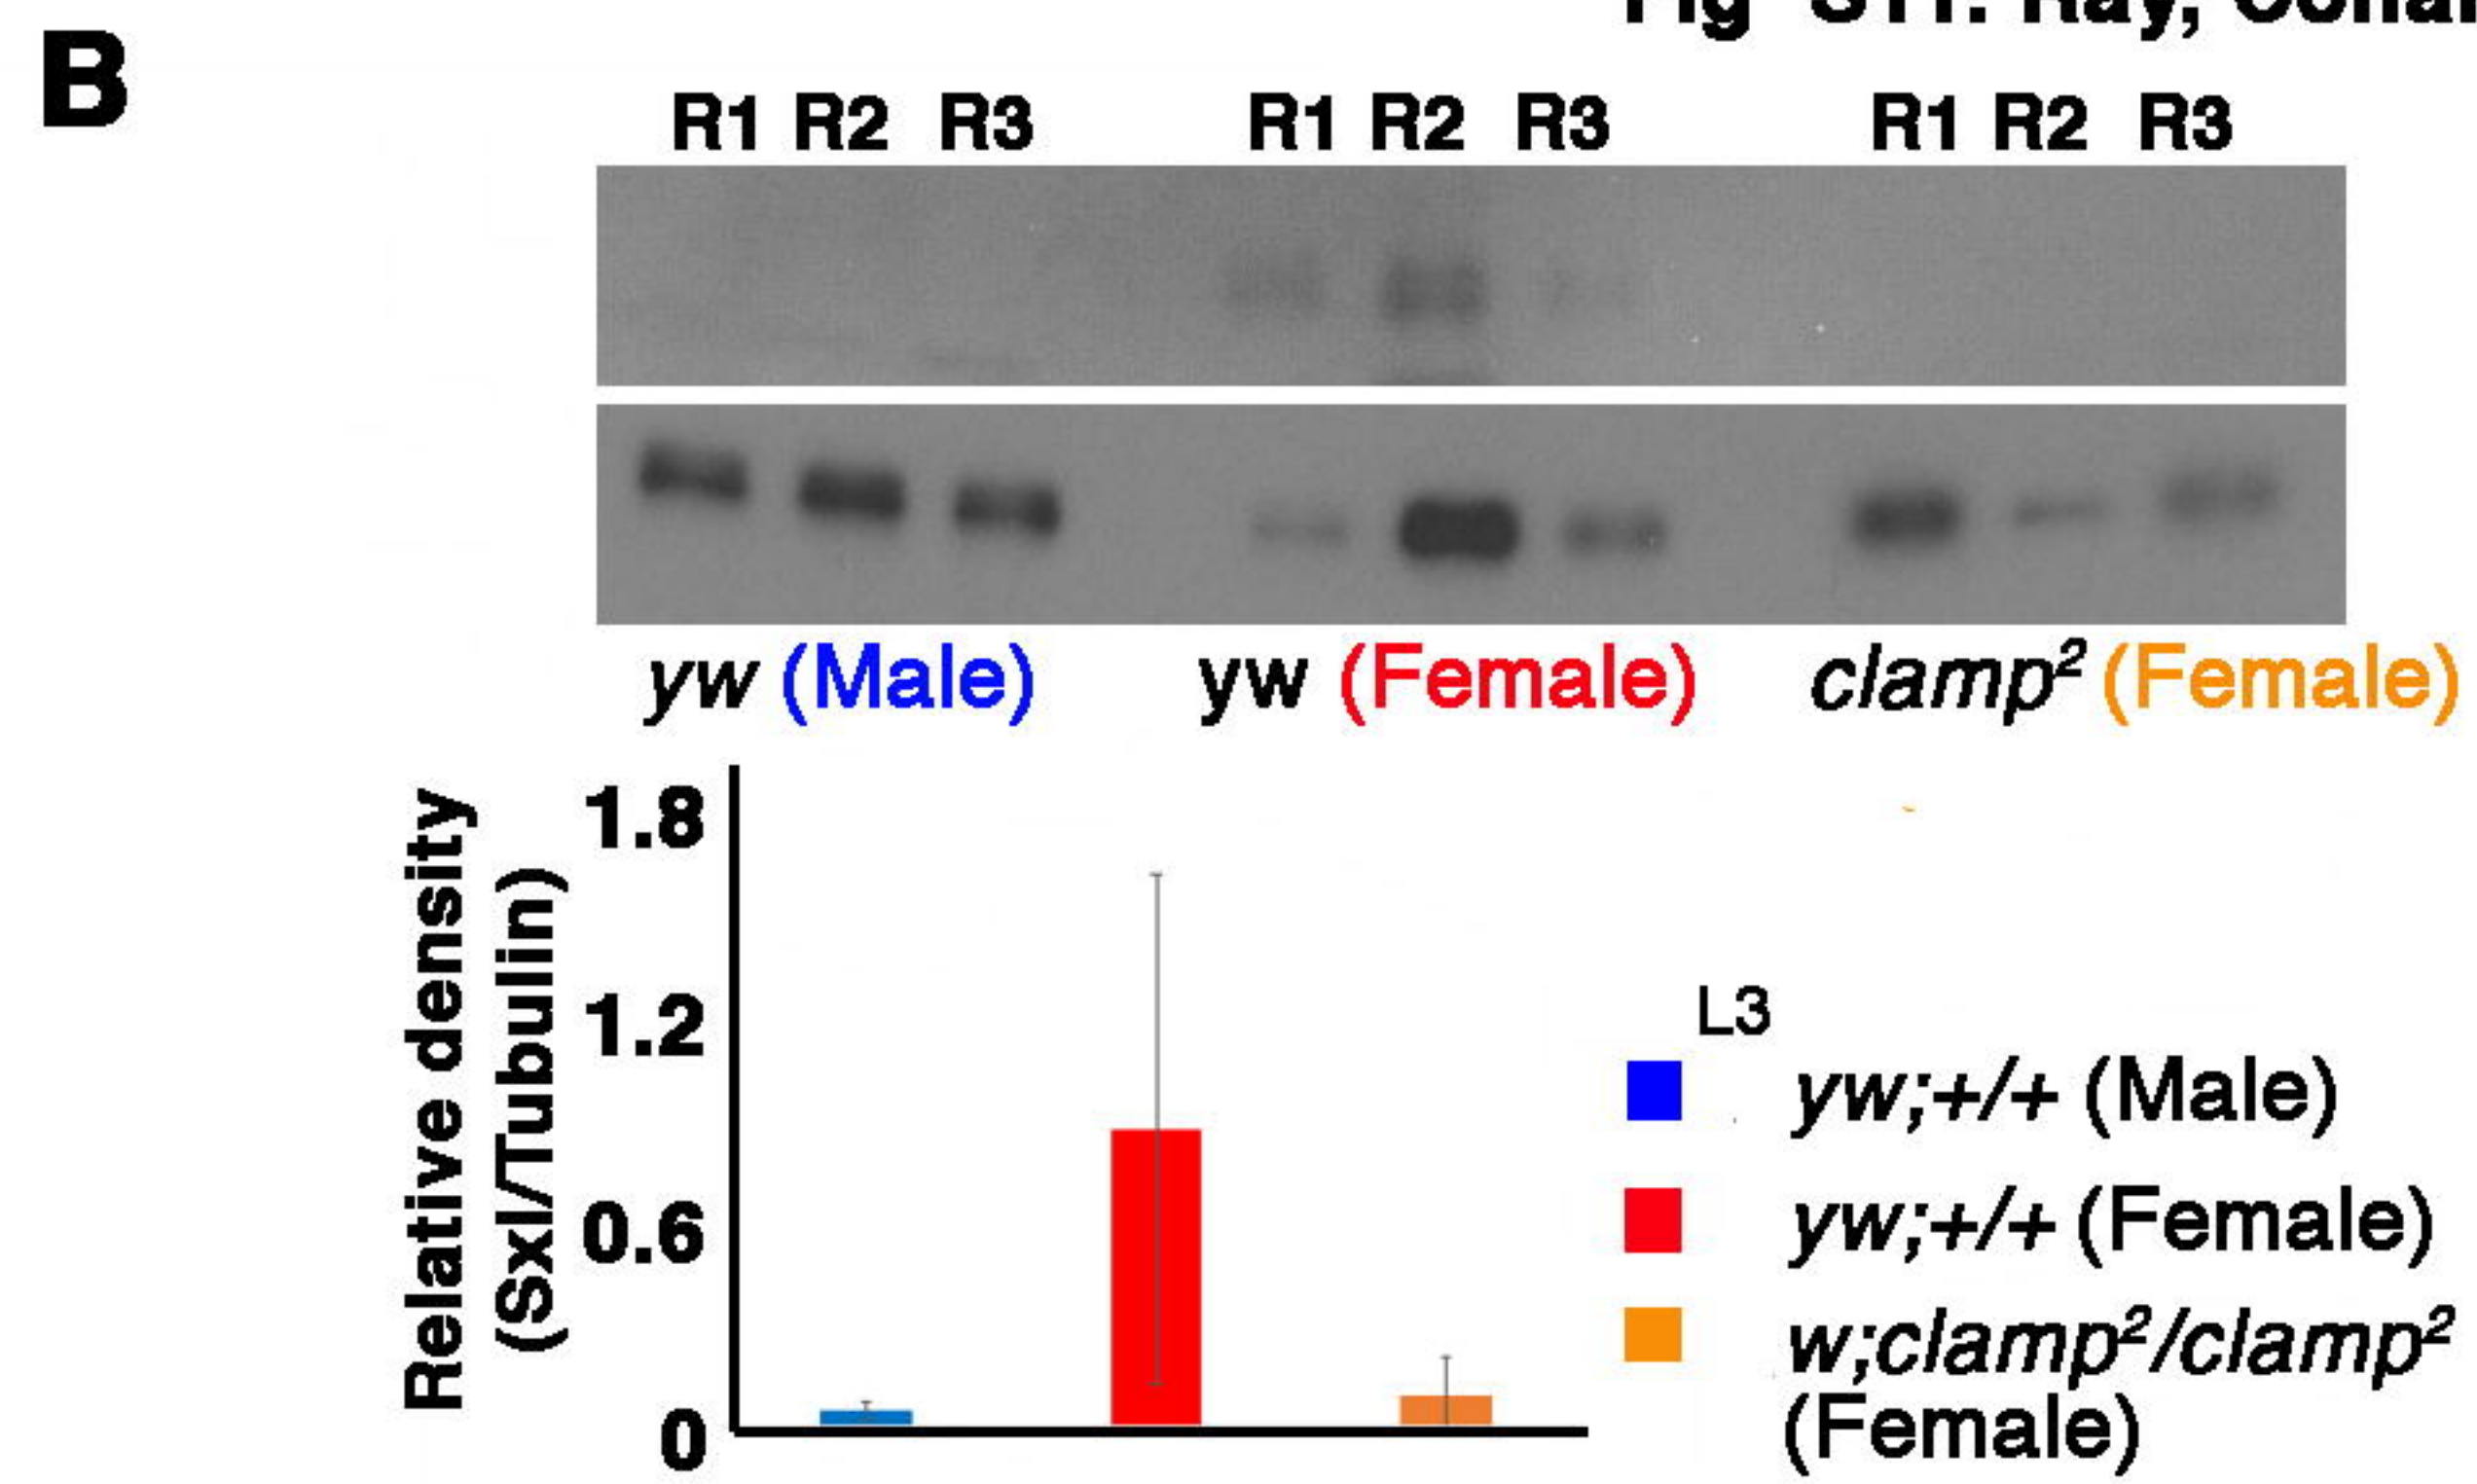 B
R1 R2 R3 R1 R2 R3 R1 R2 R3
yw (Male) yw (Female) clamp² (Female)
Relative density
(Sxl/Tubulin)
1.8
1.2
0.6
0
L3
yw;+/+ (Male)
yw;+/+ (Female)
w;clamp²/clamp²
(Female)